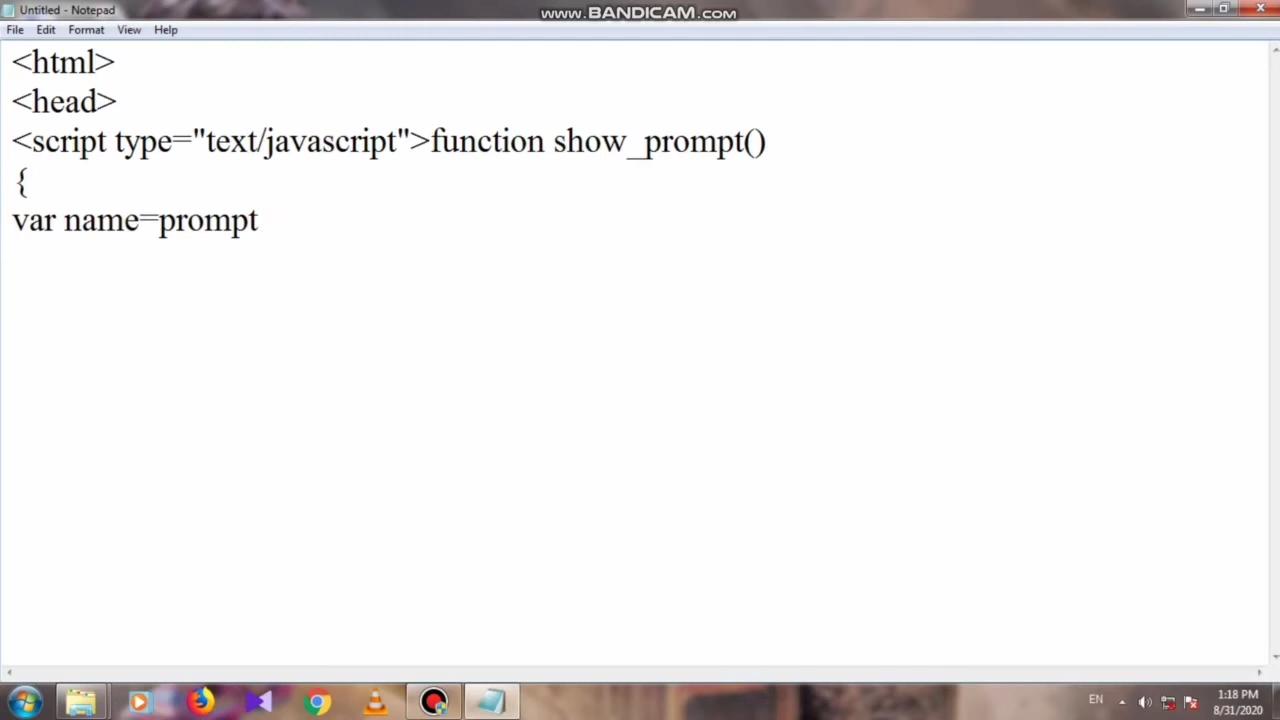 Untitled - Notepad
www.BANDICAM.com
File Edit Format View Help
<html>
<head>
<script type="text/javascript">function show_prompt()
{
var name=prompt
EN
1:18 PM
8/31/2020